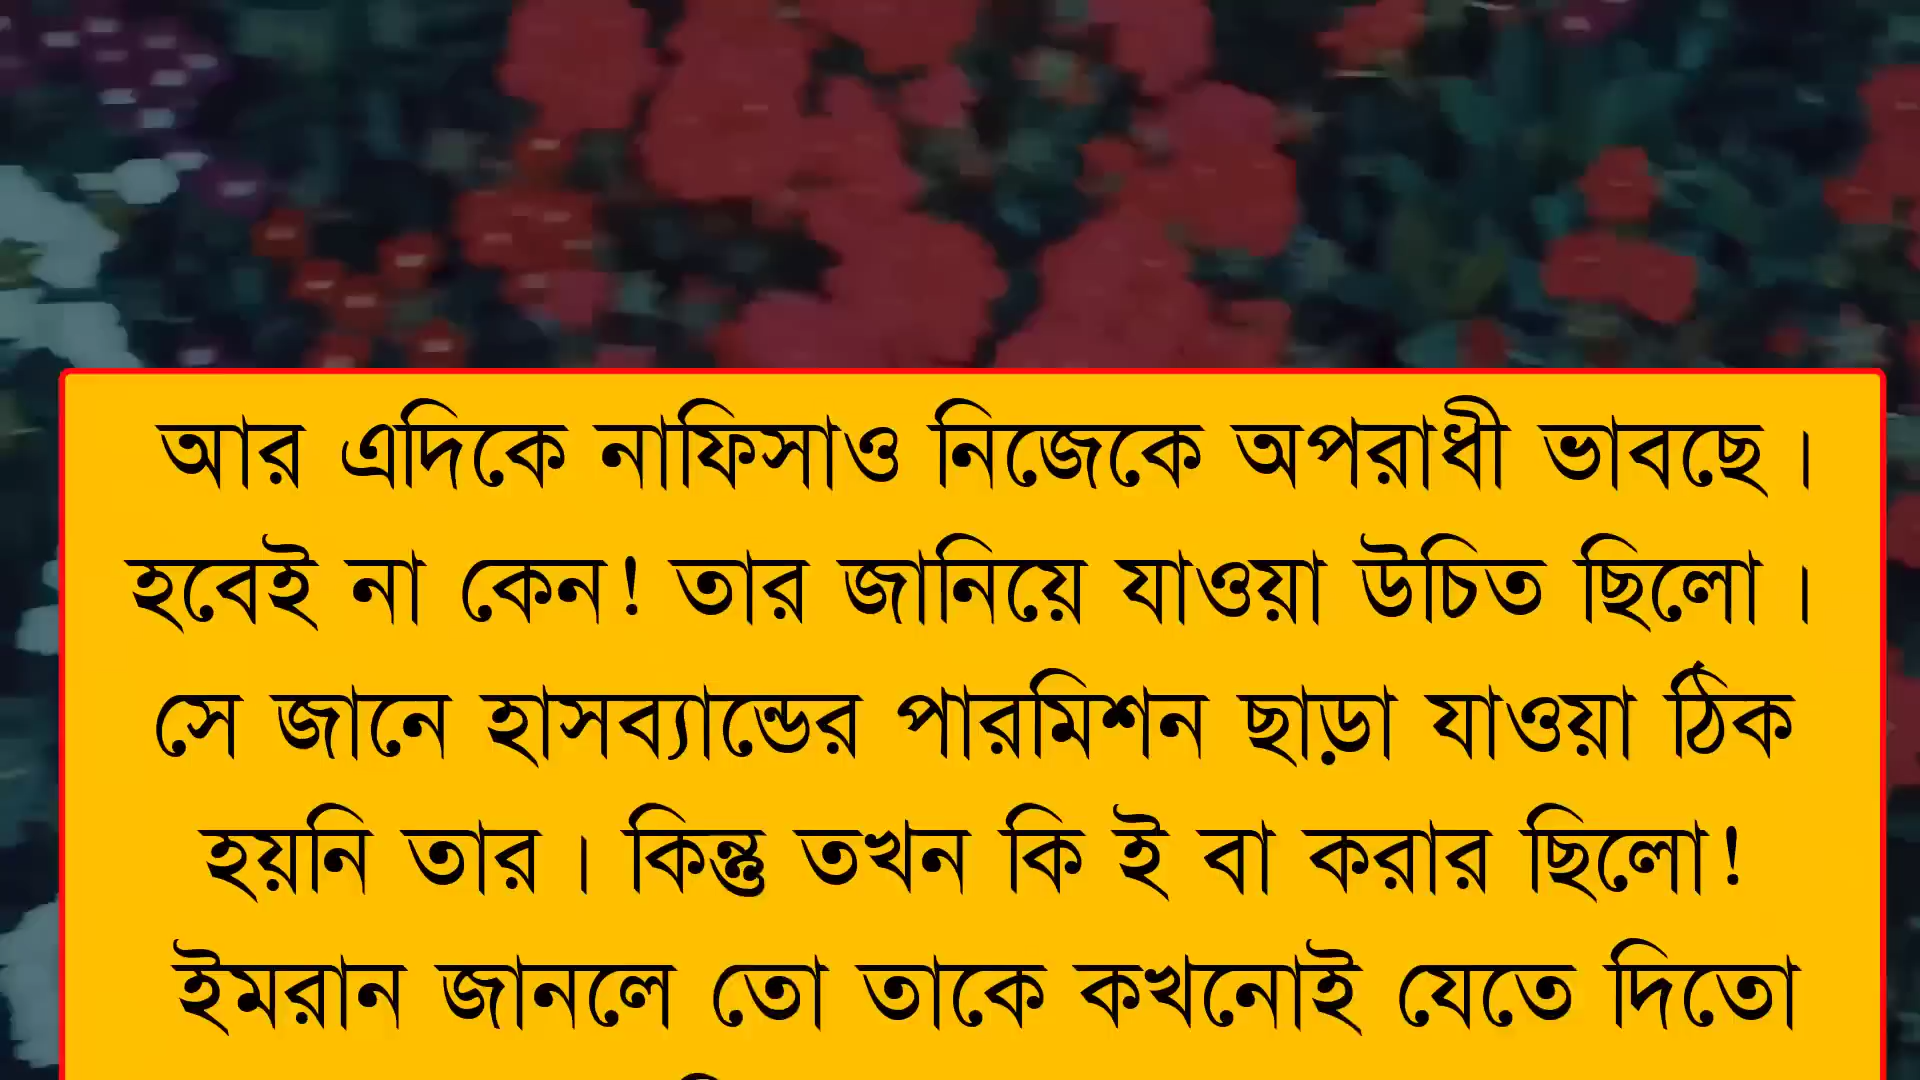 আর এদিকে নাফিসাও নিজেকে অপরাধী ভাবছে।
হবেই না কেন! তার জানিয়ে যাওয়া উচিত ছিলো।
সে জানে হাসব্যান্ডের পারমিশন ছাড়া যাওয়া ঠিক
হয়নি তার। কিন্তু তখন কি ই বা করার ছিলো!
ইমরান জানলে তো তাকে কখনোই যেতে দিতো